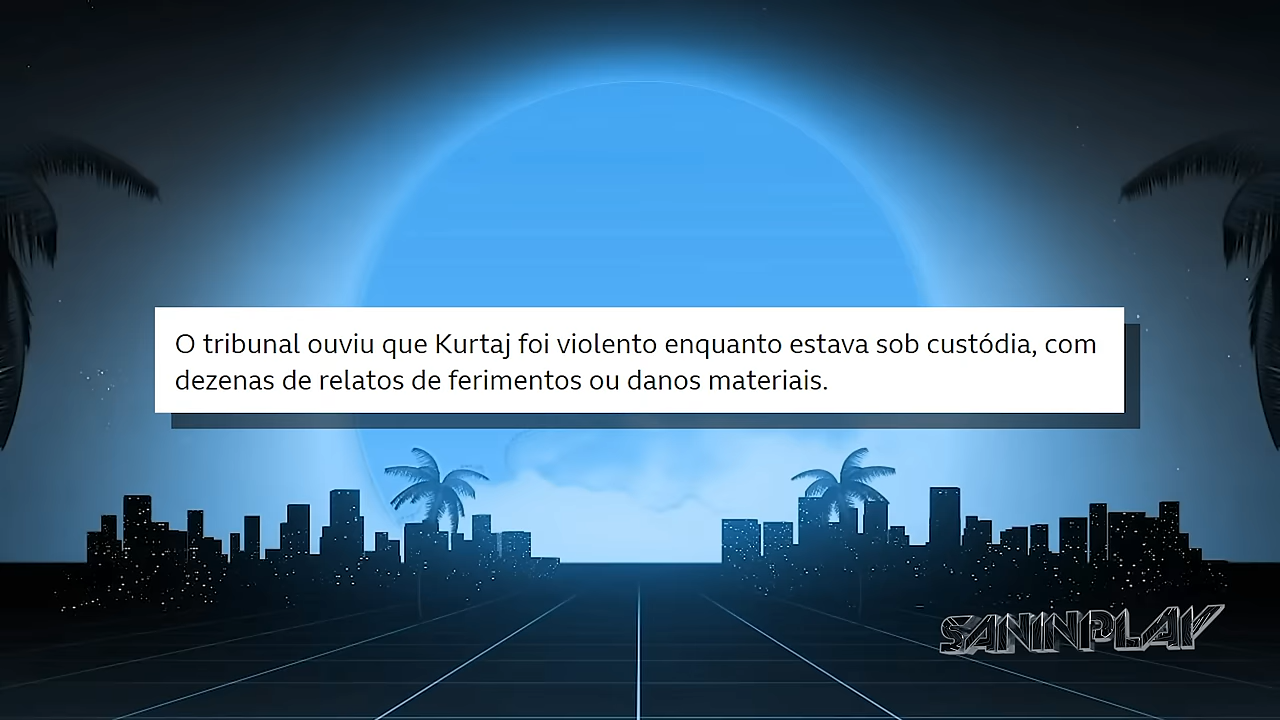 O tribunal ouviu que Kurtaj foi violento enquanto estava sob custódia, com
dezenas de relatos de ferimentos ou danos materiais.
SANINPLAY